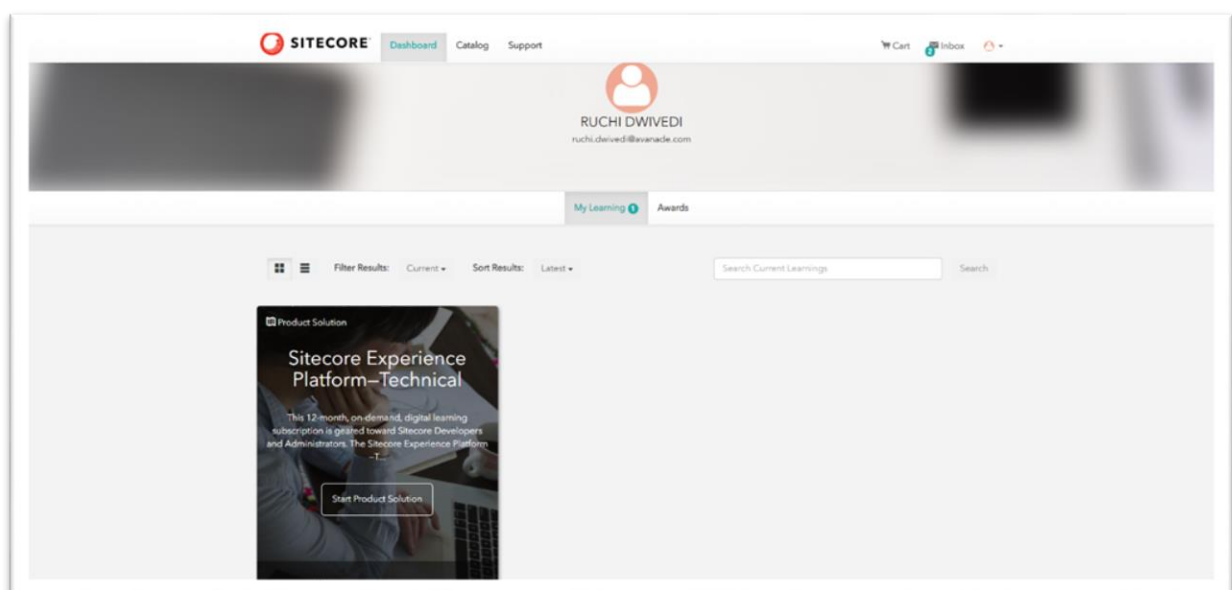 SITECORE Dashboard Catalog Support Cart 2 Inbox
RUCHI DWIVEDI
ruchi.dwivedi@avanade.com
My Learning 1 Awards
Filter Results: Current Sort Results: Latest Search Current Learnings Search
Product Solution
Sitecore Experience
Platform—Technical
This 12-month, on-demand, digital learning
subscription is geared toward Sitecore Developers
and Administrators. The Sitecore Experience Platform
–T...
Start Product Solution